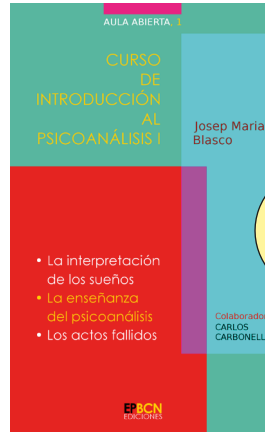 AULA ABIERTA. 1
CURSO
DE
INTRODUCCIÓN
AL
PSICOANÁLISIS I
Josep Maria
Blasco
• La interpretación
de los sueños
• La enseñanza
del psicoanálisis
• Los actos fallidos
Colaborador
CARLOS
CARBONELL
EPBCN
EDICIONES